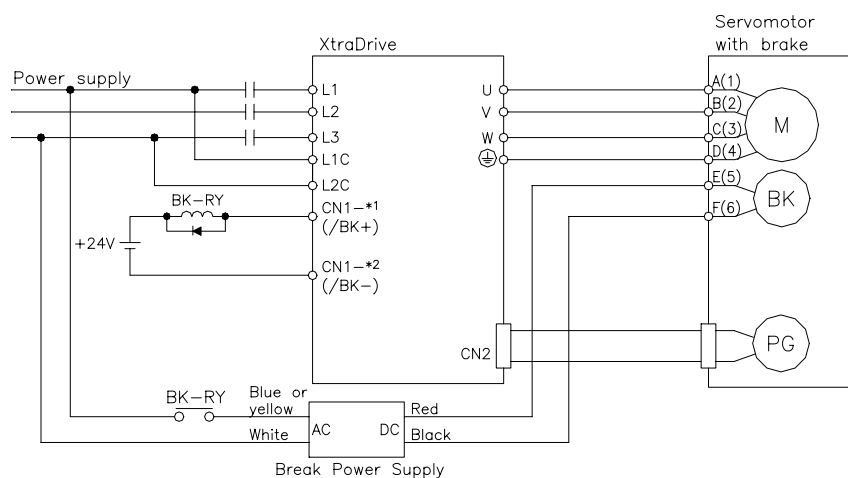 Servomotor
with brake
XtraDrive
Power supply
L1
L2
L3
L1C
L2C
CN1-*1
(/BK+)
CN1-*2
(/BK-)
BK-RY
+24V
U
V
W
CN2
A(1)
B(2)
C(3)
D(4)
E(5)
F(6)
M
BK
PG
BK-RY
Blue or
yellow
White
AC
DC
Red
Black
Break Power Supply